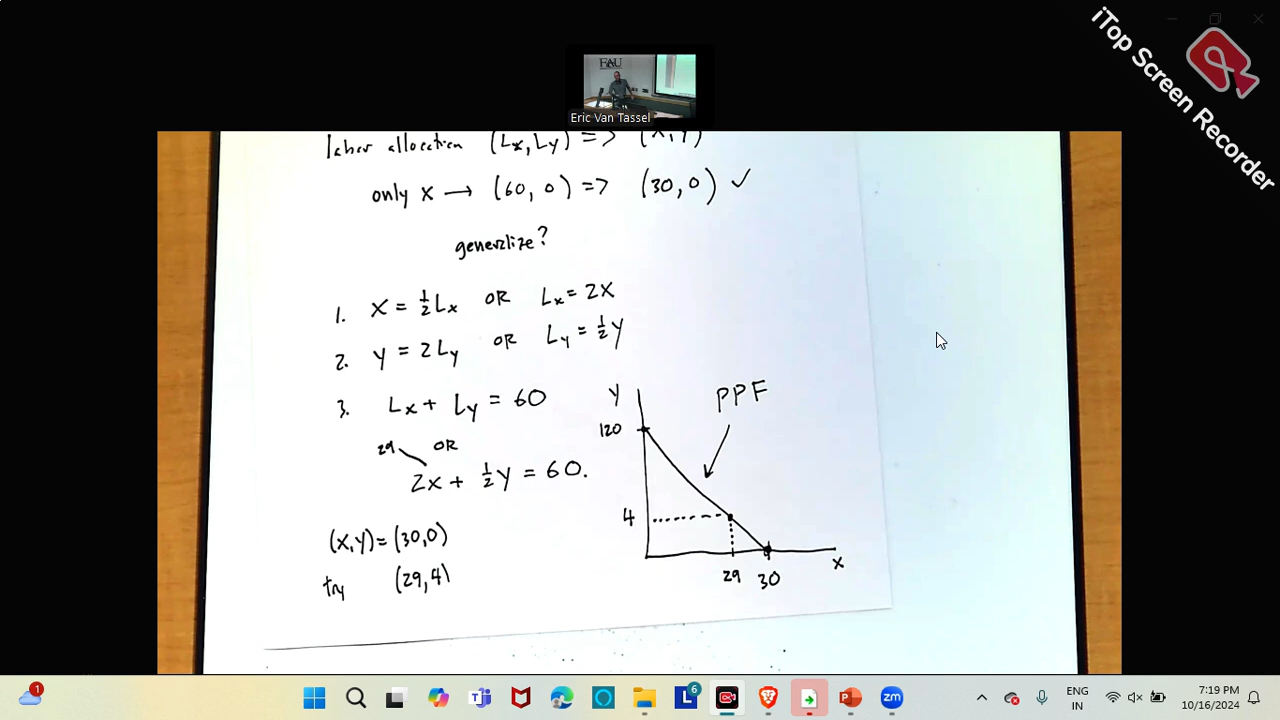 iTop Screen Recorder
FAU
Eric Van Tassel
labor allocation (Lx, Ly) => (x, y)
only x → (60, 0) => (30, 0) ✓
generalize?
1. X = ½Lx OR Lx = 2X
2. Y = 2Ly OR Ly = ½Y
3. Lx + Ly = 60
29 OR
2x + ½y = 60.
(x,y) = (30,0)
try (29,4)
Y
PPF
120
4
29
30
X
1
6
zm
ENG
IN
7:19 PM
10/16/2024